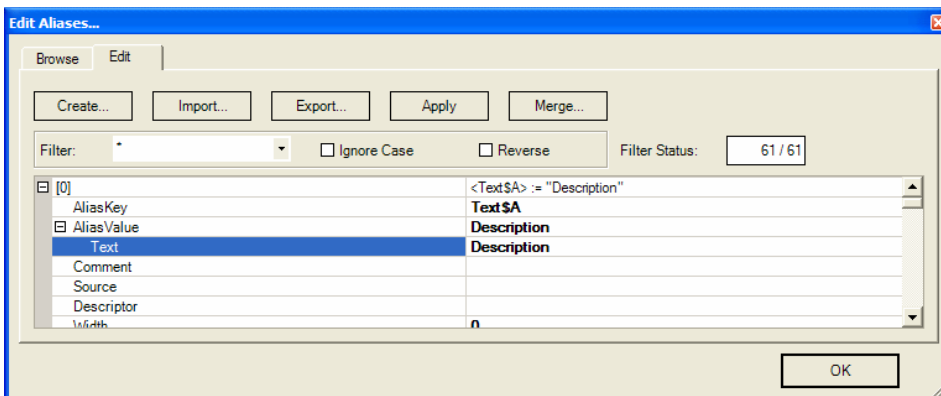 Edit Aliases...
Browse Edit
Create... Import... Export... Apply Merge...
Filter: * Ignore Case Reverse Filter Status: 61 / 61
[0] <Text$A> := "Description"
AliasKey Text$A
AliasValue Description
Text Description
Comment
Source
Descriptor
Width 0
OK